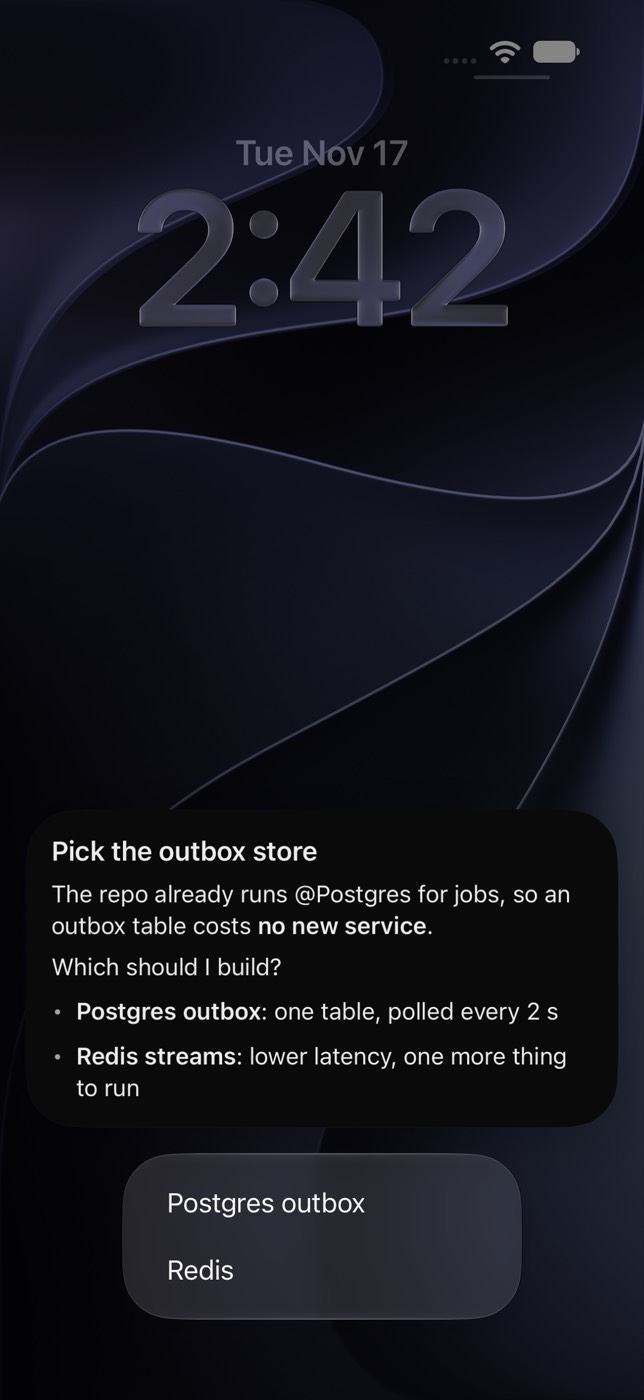 Tue Nov 17
2:42
Pick the outbox store
The repo already runs @Postgres for jobs, so an
outbox table costs no new service.
Which should I build?
• Postgres outbox: one table, polled every 2 s
• Redis streams: lower latency, one more thing
to run
Postgres outbox
Redis